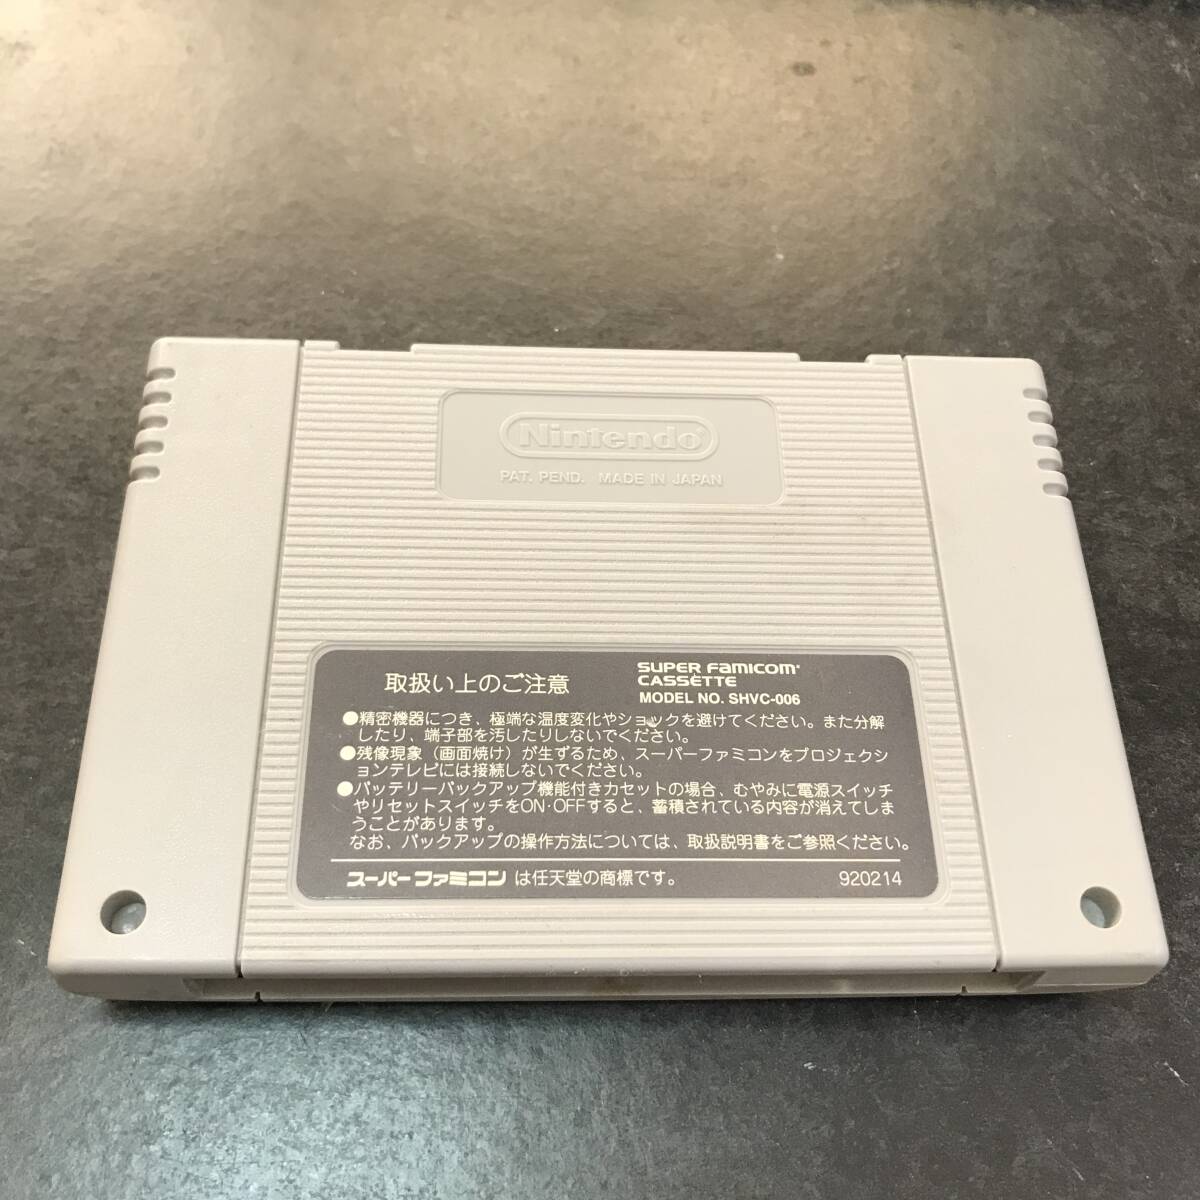 Nintendo
PAT. PEND. MADE IN JAPAN
取扱い上のご注意
SUPER FAMICOM
CASSETTE
MODEL NO. SHVC-006
●精密機器につき、極端な温度変化やショックを避けてください。また分解
したり、端子部を汚したりしないでください。
●残像現象（画面焼け）が生ずるため、スーパーファミコンをプロジェクシ
ョンテレビには接続しないでください。
●バッテリーバックアップ機能付きカセットの場合、むやみに電源スイッチ
やリセットスイッチをON·OFFすると、蓄積されている内容が消えてしま
うことがあります。
なお、バックアップの操作方法については、取扱説明書をご参照ください。
スーパーファミコン は任天堂の商標です。
920214